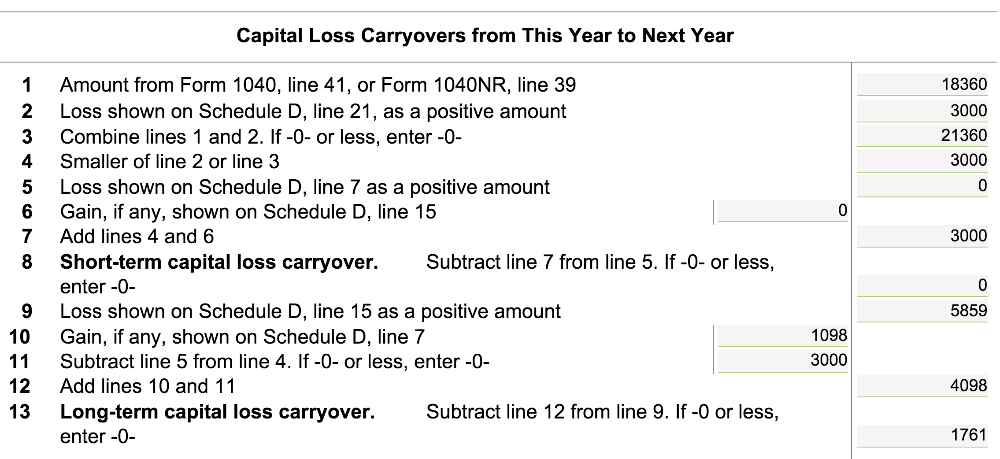 Capital Loss Carryovers from This Year to Next Year
1 Amount from Form 1040, line 41, or Form 1040NR, line 39 18360
2 Loss shown on Schedule D, line 21, as a positive amount 3000
3 Combine lines 1 and 2. If -0- or less, enter -0- 21360
4 Smaller of line 2 or line 3 3000
5 Loss shown on Schedule D, line 7 as a positive amount 0
6 Gain, if any, shown on Schedule D, line 15 0
7 Add lines 4 and 6 3000
8 Short-term capital loss carryover. Subtract line 7 from line 5. If -0- or less,
enter -0- 0
9 Loss shown on Schedule D, line 15 as a positive amount 5859
10 Gain, if any, shown on Schedule D, line 7 1098
11 Subtract line 5 from line 4. If -0- or less, enter -0- 3000
12 Add lines 10 and 11 4098
13 Long-term capital loss carryover. Subtract line 12 from line 9. If -0 or less,
enter -0- 1761